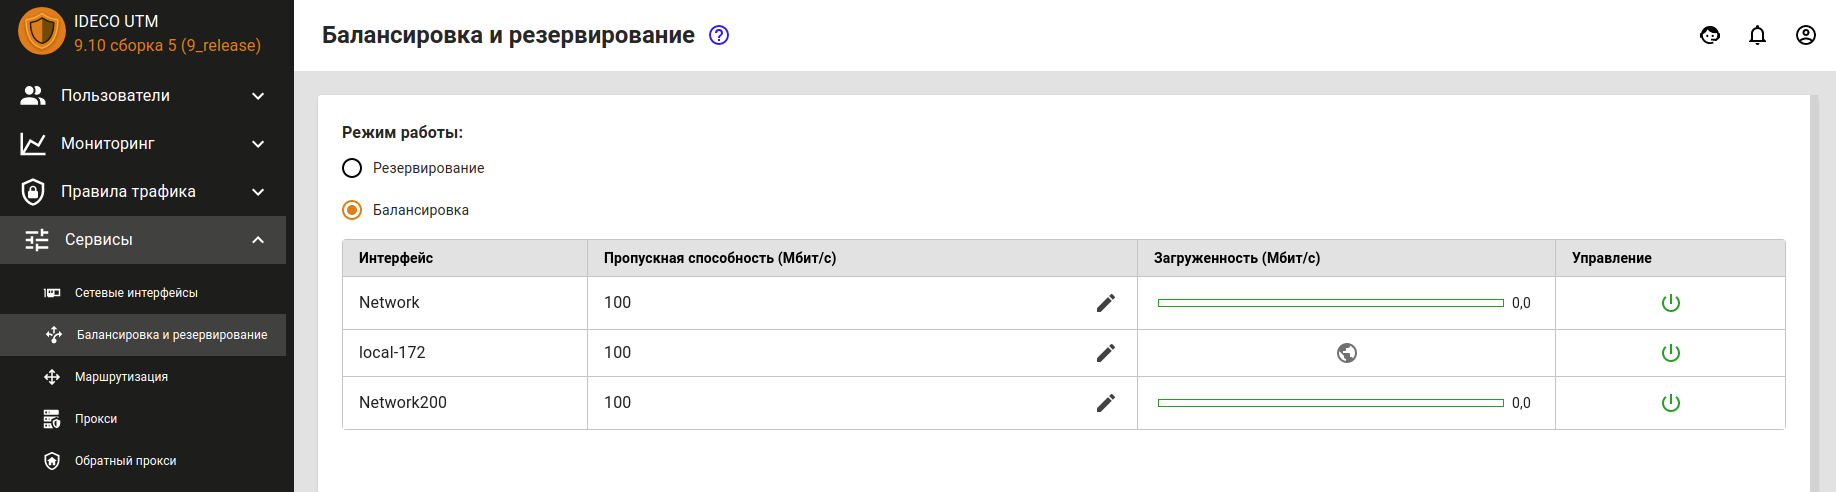 IDECO UTM
9.10 сборка 5 (9_release)
Пользователи
Мониторинг
Правила трафика
Сервисы
Сетевые интерфейсы
Балансировка и резервирование
Маршрутизация
Прокси
Обратный прокси
Балансировка и резервирование
Режим работы:
Резервирование
Балансировка
Интерфейс Пропускная способность (Мбит/с) Загруженность (Мбит/с) Управление
Network 100 0,0
local-172 100
Network200 100 0,0